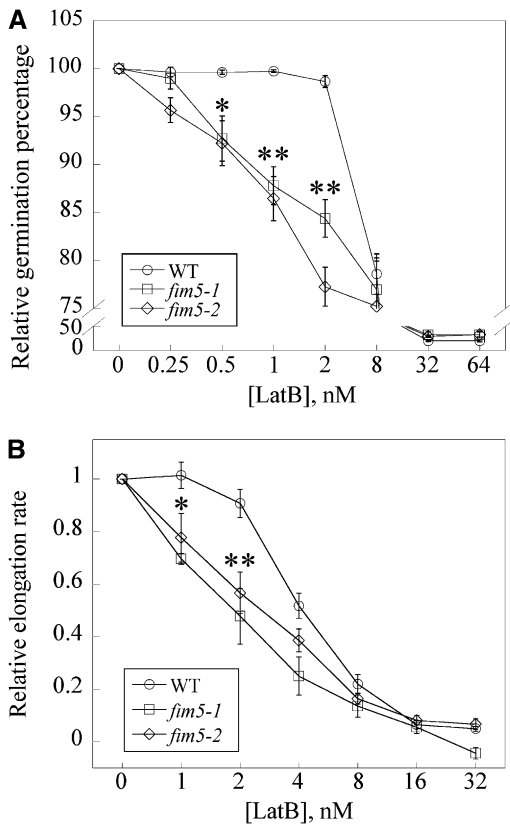 A
Relative germination percentage
105
100
95
90
85
80
75
50
0
*
**
**
WT
fim5-1
fim5-2
0 0.25 0.5 1 2 8 32 64
[LatB], nM
B
Relative elongation rate
1
0.8
0.6
0.4
0.2
0
*
**
WT
fim5-1
fim5-2
0 1 2 4 8 16 32
[LatB], nM